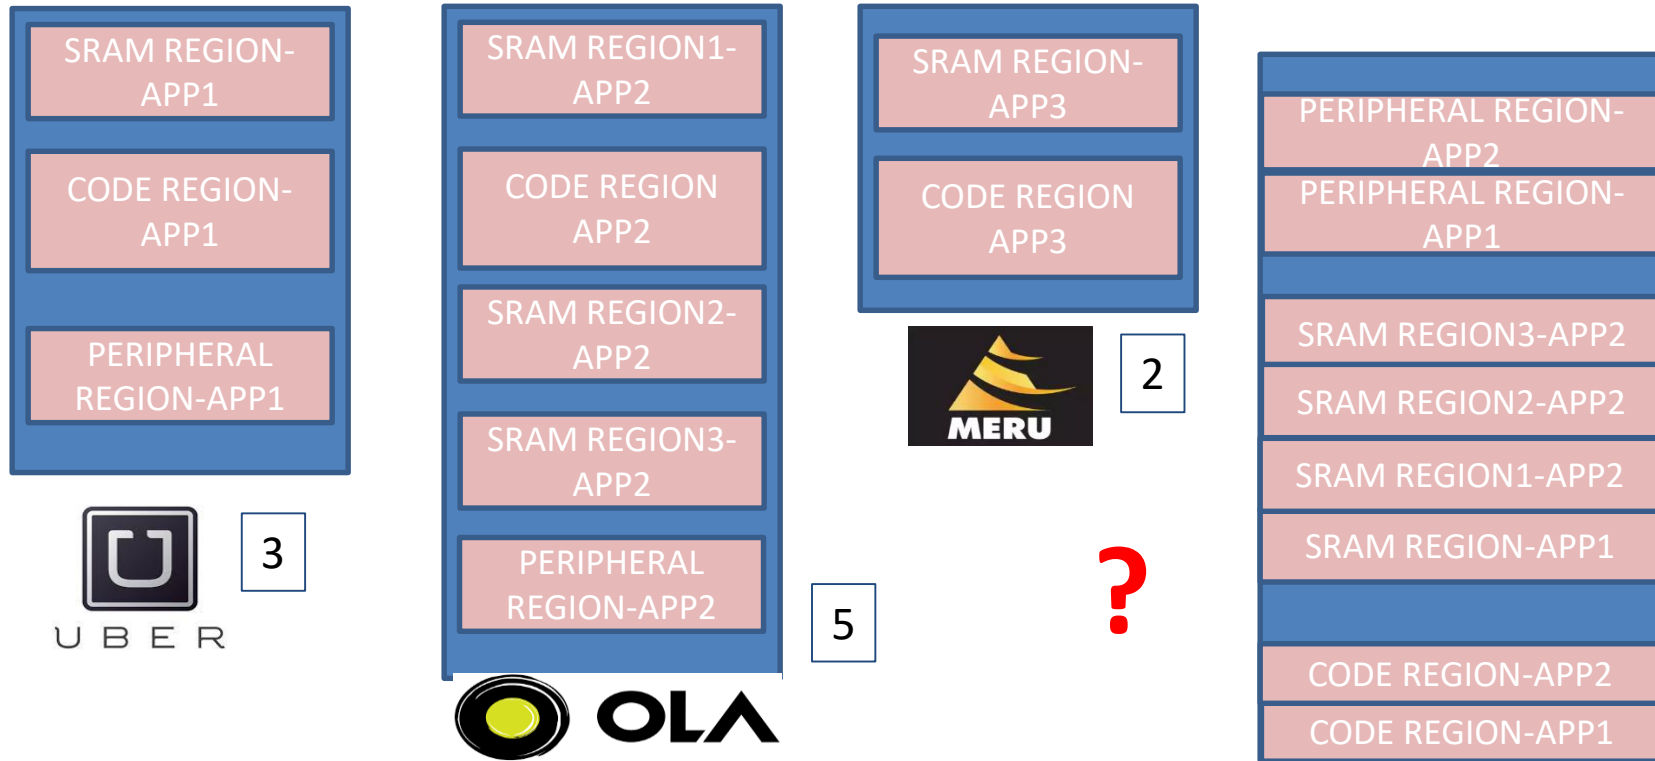 SRAM REGION-
APP1
CODE REGION-
APP1
PERIPHERAL
REGION-APP1
UBER
3
SRAM REGION1-
APP2
CODE REGION
APP2
SRAM REGION2-
APP2
SRAM REGION3-
APP2
PERIPHERAL
REGION-APP2
OLA
5
SRAM REGION-
APP3
CODE REGION
APP3
MERU
2
?
PERIPHERAL REGION-
APP2
PERIPHERAL REGION-
APP1
SRAM REGION3-APP2
SRAM REGION2-APP2
SRAM REGION1-APP2
SRAM REGION-APP1
CODE REGION-APP2
CODE REGION-APP1